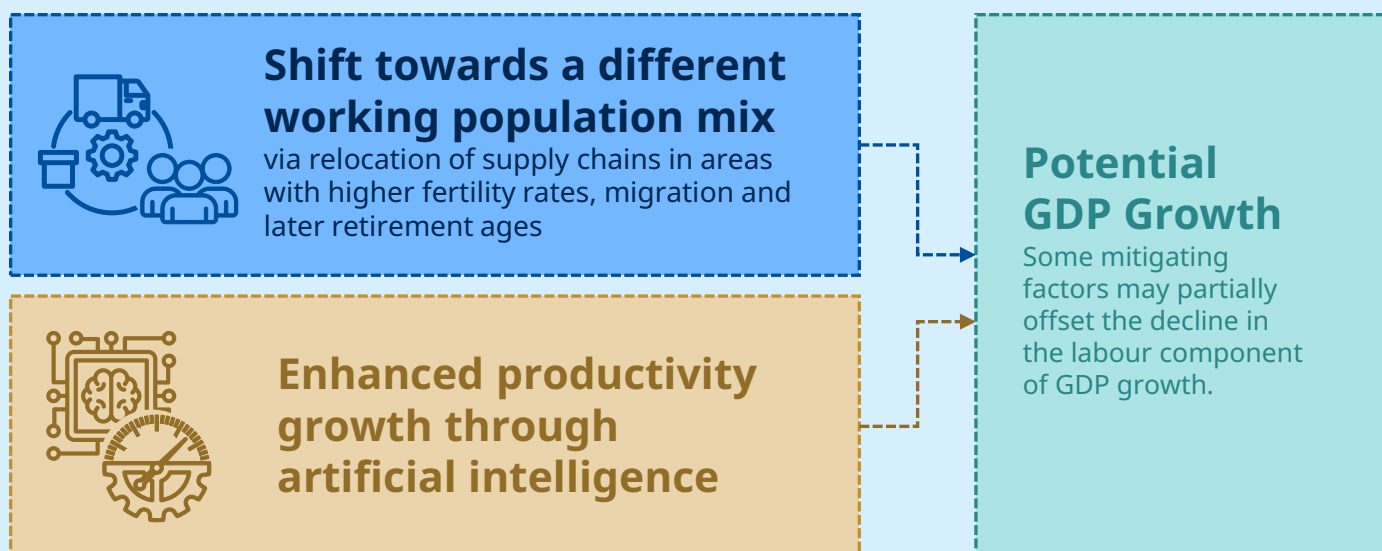 Shift towards a different
working population mix
via relocation of supply chains in areas
with higher fertility rates, migration and
later retirement ages
Enhanced productivity
growth through
artificial intelligence
Potential
GDP Growth
Some mitigating
factors may partially
offset the decline in
the labour component
of GDP growth.